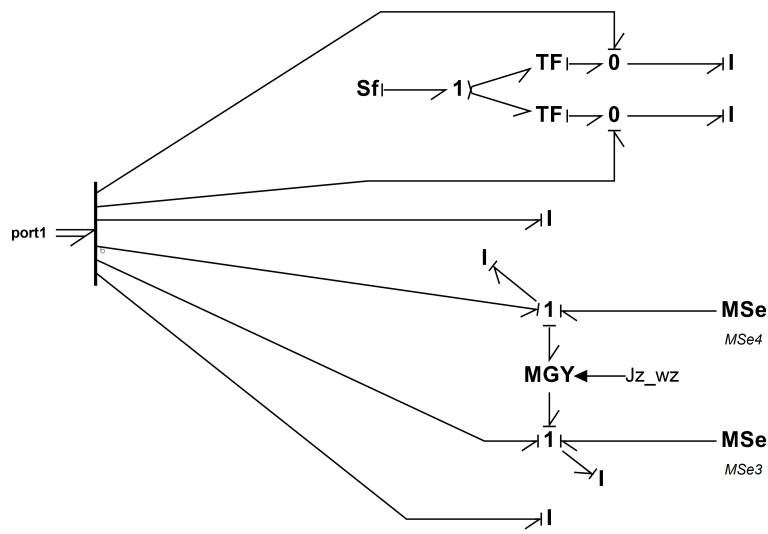 TF 0 I
Sf 1
TF 0 I
I
port1
I
1 MSe
MSe4
MGY Jz_wz
1 MSe
MSe3
I
I